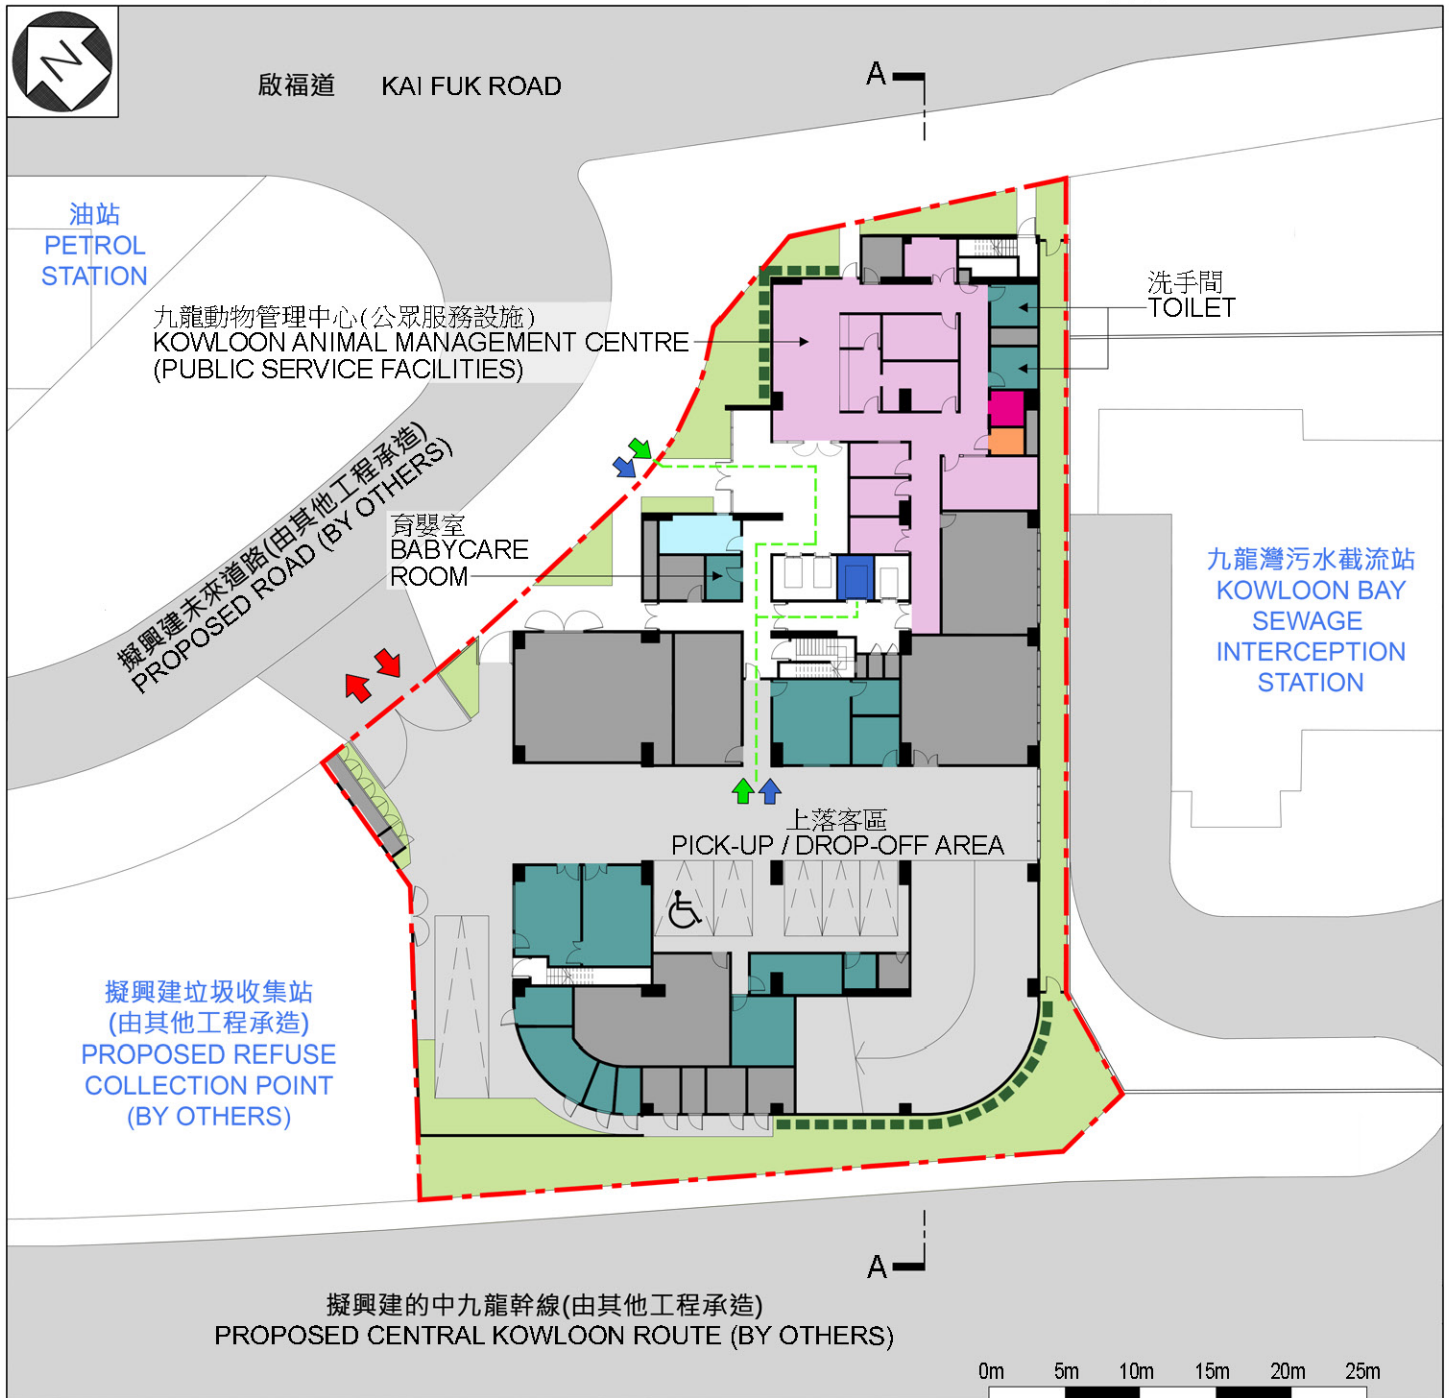 N
啟福道 KAI FUK ROAD
A
油站
PETROL
STATION
洗手間
TOILET
九龍動物管理中心(公眾服務設施)
KOWLOON ANIMAL MANAGEMENT CENTRE
(PUBLIC SERVICE FACILITIES)
擬興建未來道路(由其他工程承造)
PROPOSED ROAD (BY OTHERS)
育嬰室
BABYCARE
ROOM
九龍灣污水截流站
KOWLOON BAY
SEWAGE
INTERCEPTION
STATION
上落客區
PICK-UP / DROP-OFF AREA
擬興建垃圾收集站
(由其他工程承造)
PROPOSED REFUSE
COLLECTION POINT
(BY OTHERS)
A
擬興建的中九龍幹線(由其他工程承造)
PROPOSED CENTRAL KOWLOON ROUTE (BY OTHERS)
0m 5m 10m 15m 20m 25m